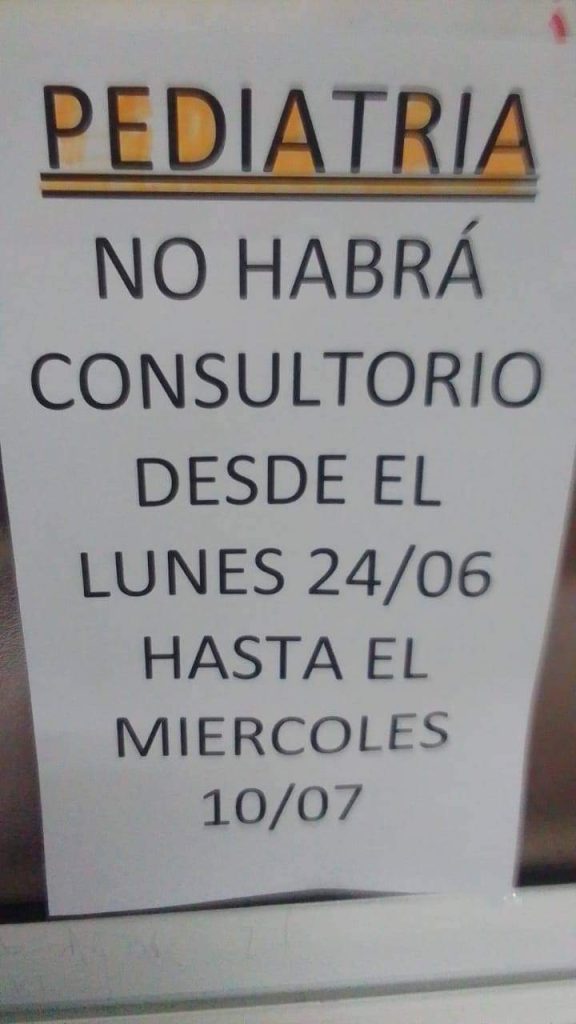 PEDIATRIA
NO HABRÁ
CONSULTORIO
DESDE EL
LUNES 24/06
HASTA EL
MIERCOLES
10/07